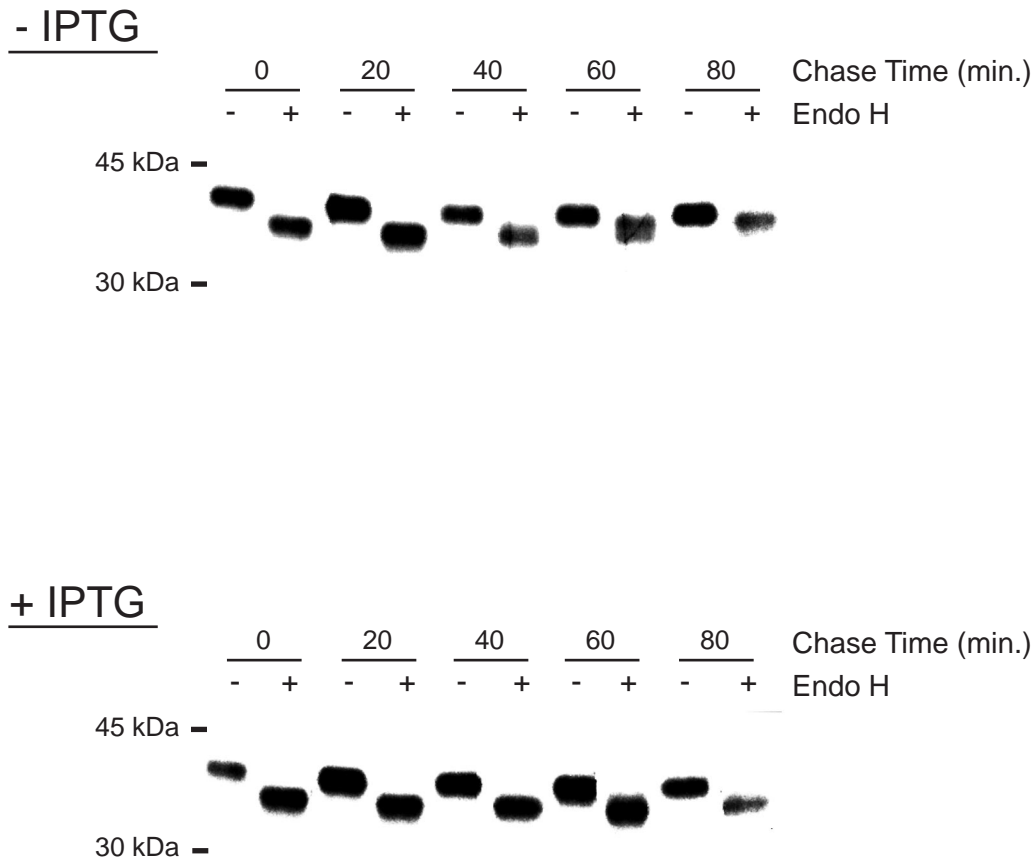 - IPTG
0 20 40 60 80 Chase Time (min.)
- + - + - + - + - + Endo H
45 kDa
30 kDa
+ IPTG
0 20 40 60 80 Chase Time (min.)
- + - + - + - + - + Endo H
45 kDa
30 kDa